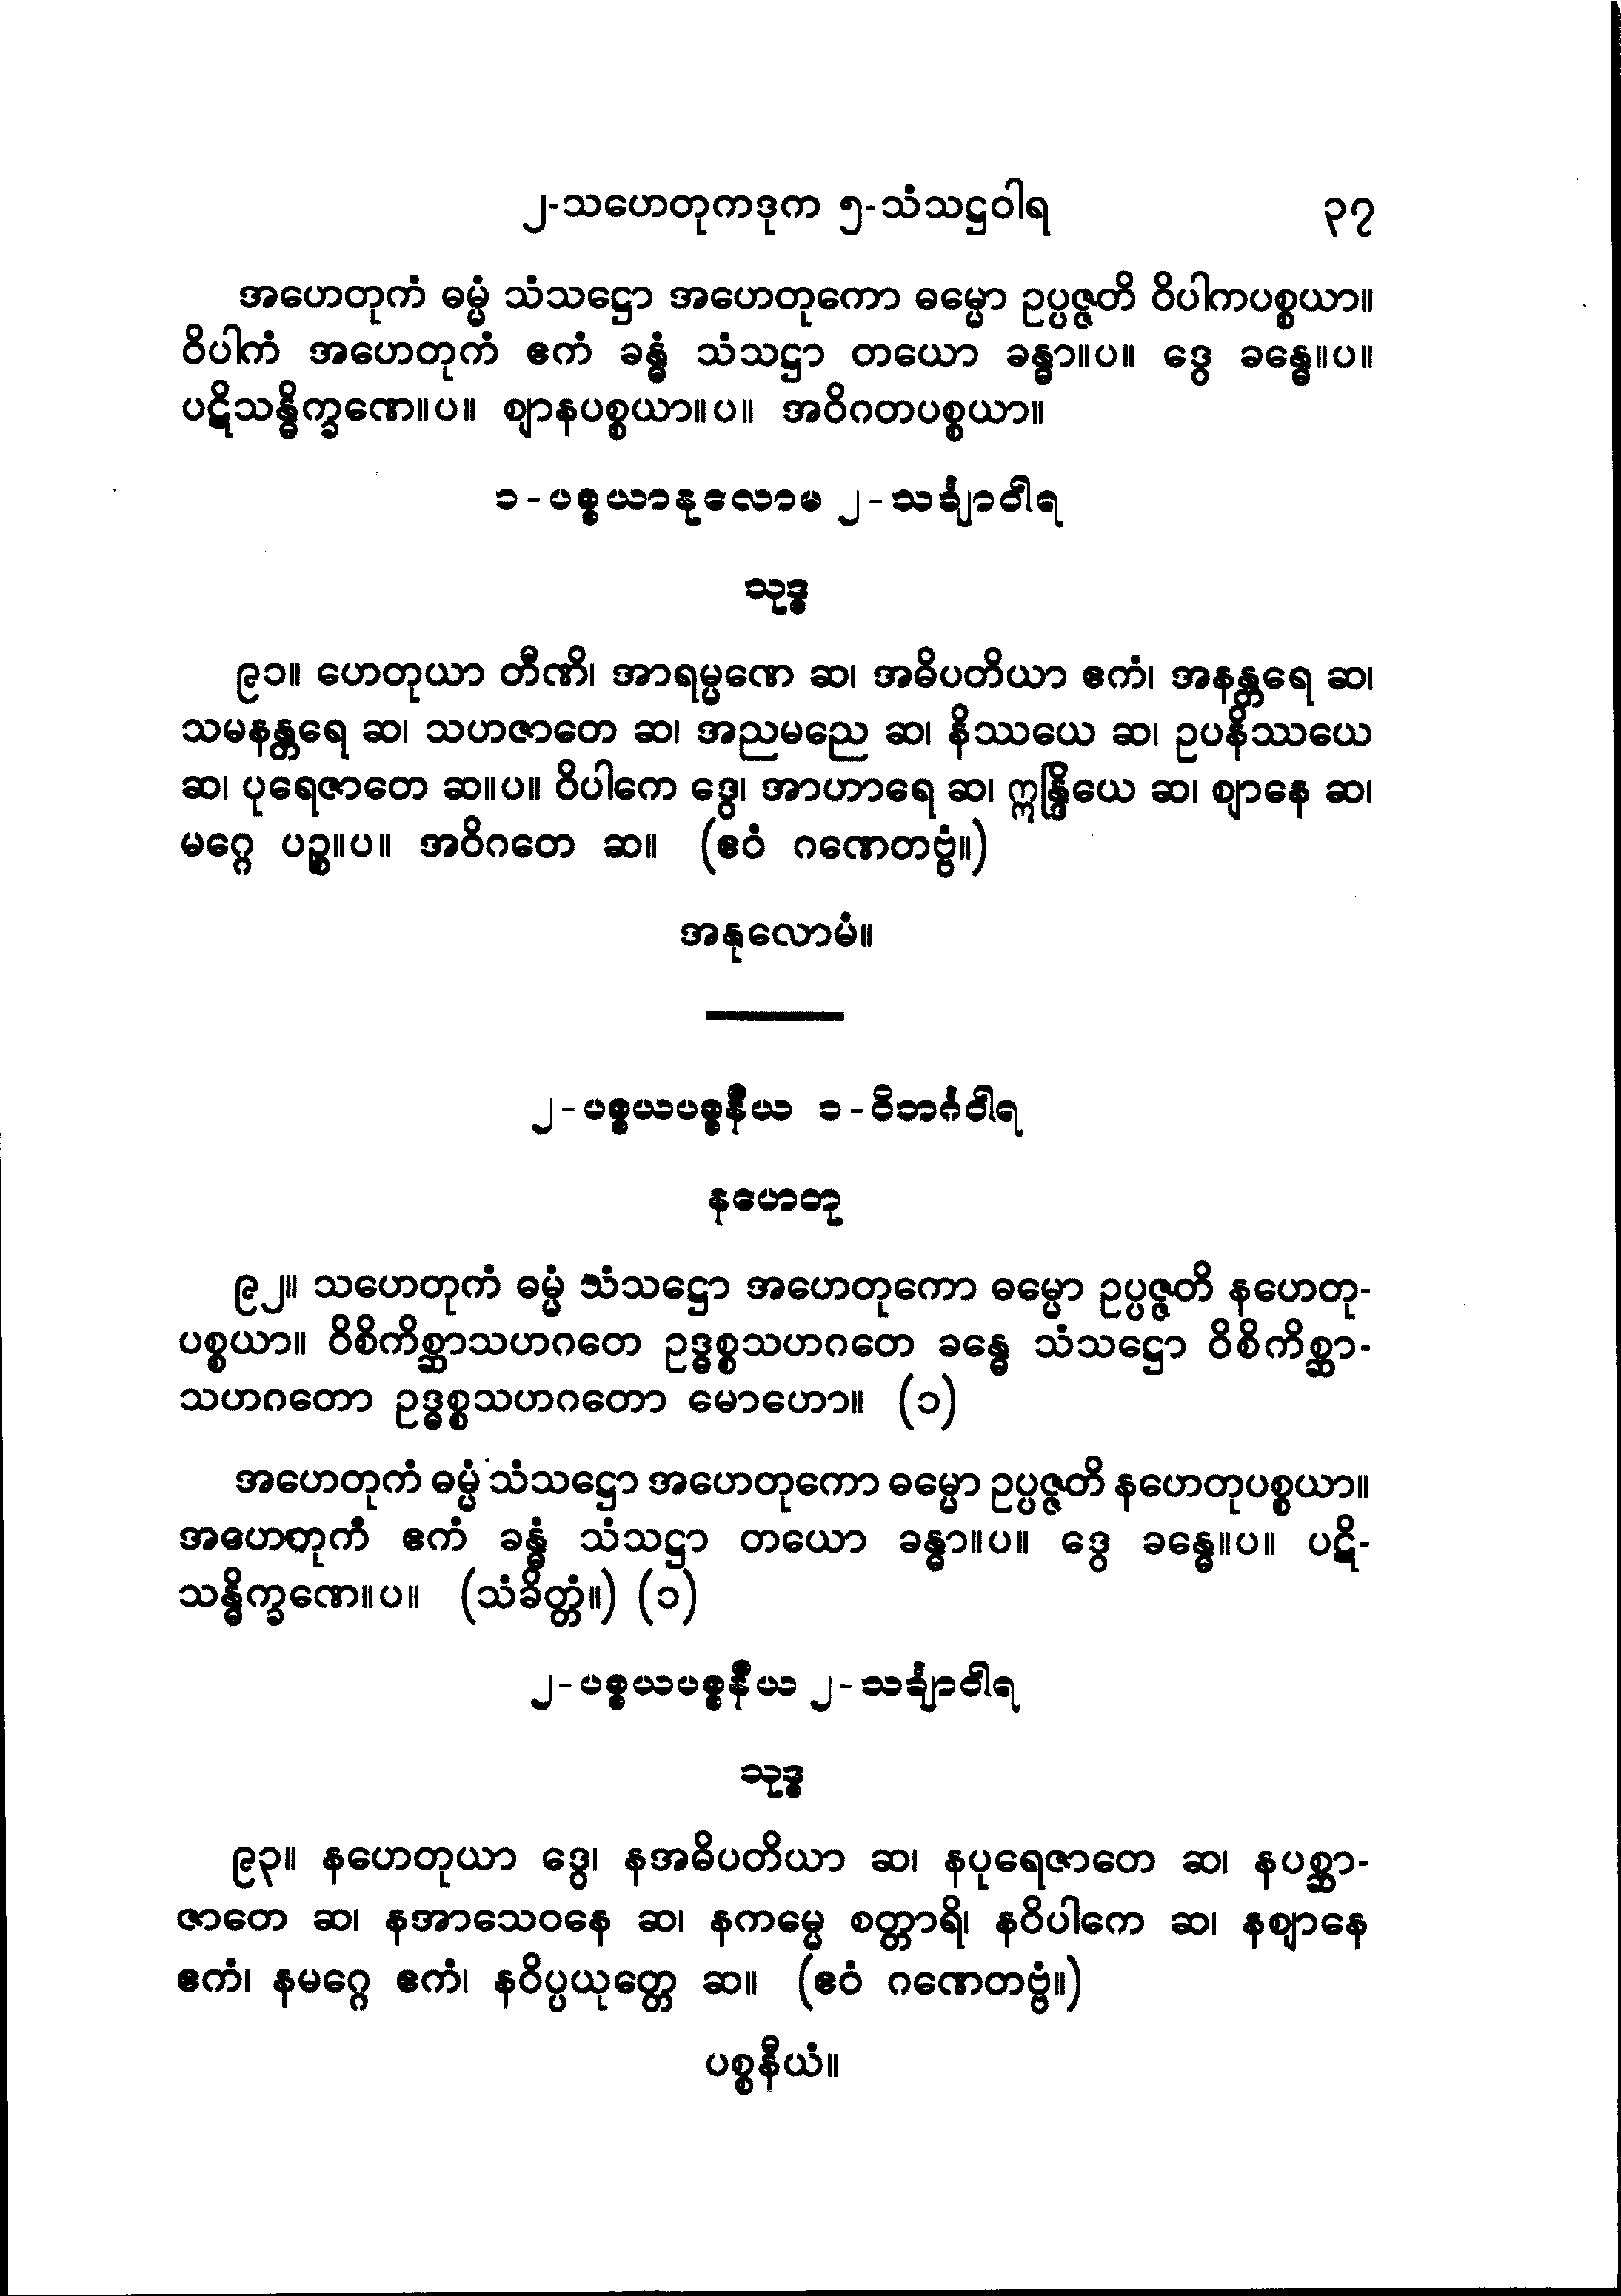 ၂-သဟေတုကဒုက ၅-သံသဋ္ဌဝါရ ၃၇
အဟေတုကံ ဓမ္မံ သံသဋ္ဌော အဟေတုကော ဓမ္မော ဥပ္ပဇ္ဇတိ ဝိပါကပစ္စယာ။
ဝိပါကံ အဟေတုကံ ဧကံ ခန္ဓံ သံသဋ္ဌာ တယော ခန္ဓာ။ပ။ ဒွေ ခန္ဓေ။ပ။
ပဋိသန္ဓိက္ခဏေ။ပ။ ဈာနပစ္စယာ။ပ။ အဝိဂတပစ္စယာ။
၁-ပစ္စယာနုလောမ ၂-သင်္ချာဝါရ
သုဒ္ဓ
၉၁။ ဟေတုယာ တီဏိ၊ အာရမ္မဏေ ဆ၊ အဓိပတိယာ ဧကံ၊ အနန္တရေ ဆ၊
သမနန္တရေ ဆ၊ သဟဇာတေ ဆ၊ အညမညေ ဆ၊ နိဿယေ ဆ၊ ဥပနိဿယေ
ဆ၊ ပုရေဇာတေ ဆ။ပ။ ဝိပါကေ ဒွေ၊ အာဟာရေ ဆ၊ ဣန္ဒြိယေ ဆ၊ ဈာနေ ဆ၊
မဂ္ဂေ ပဉ္စ။ပ။ အဝိဂတေ ဆ။ (ဧဝံ ဂဏေတဗ္ဗံ။)
အနုလောမံ။
၂-ပစ္စယပစ္စနီယ ၁-ဝိဘင်္ဂဝါရ
နဟေတု
၉၂။ သဟေတုကံ ဓမ္မံ သံသဋ္ဌော အဟေတုကော ဓမ္မော ဥပ္ပဇ္ဇတိ နဟေတု-
ပစ္စယာ။ ဝိစိကိစ္ဆာသဟဂတေ ဥဒ္ဓစ္စသဟဂတေ ခန္ဓေ သံသဋ္ဌော ဝိစိကိစ္ဆာ-
သဟဂတော ဥဒ္ဓစ္စသဟဂတော မောဟော။ (၁)
အဟေတုကံ ဓမ္မံ သံသဋ္ဌော အဟေတုကော ဓမ္မော ဥပ္ပဇ္ဇတိ နဟေတုပစ္စယာ။
အဟေတုကံ ဧကံ ခန္ဓံ သံသဋ္ဌာ တယော ခန္ဓာ။ပ။ ဒွေ ခန္ဓေ။ပ။ ပဋိ-
သန္ဓိက္ခဏေ။ပ။ (သံခိတ္တံ။) (၁)
၂-ပစ္စယပစ္စနီယ ၂-သင်္ချာဝါရ
သုဒ္ဓ
၉၃။ နဟေတုယာ ဒွေ၊ နအဓိပတိယာ ဆ၊ နပုရေဇာတေ ဆ၊ နပစ္ဆာ-
ဇာတေ ဆ၊ နအာသေဝနေ ဆ၊ နကမ္မေ စတ္တာရိ၊ နဝိပါကေ ဆ၊ နဈာနေ
ဧကံ၊ နမဂ္ဂေ ဧကံ၊ နဝိပ္ပယုတ္တေ ဆ။ (ဧဝံ ဂဏေတဗ္ဗံ။)
ပစ္စနီယံ။